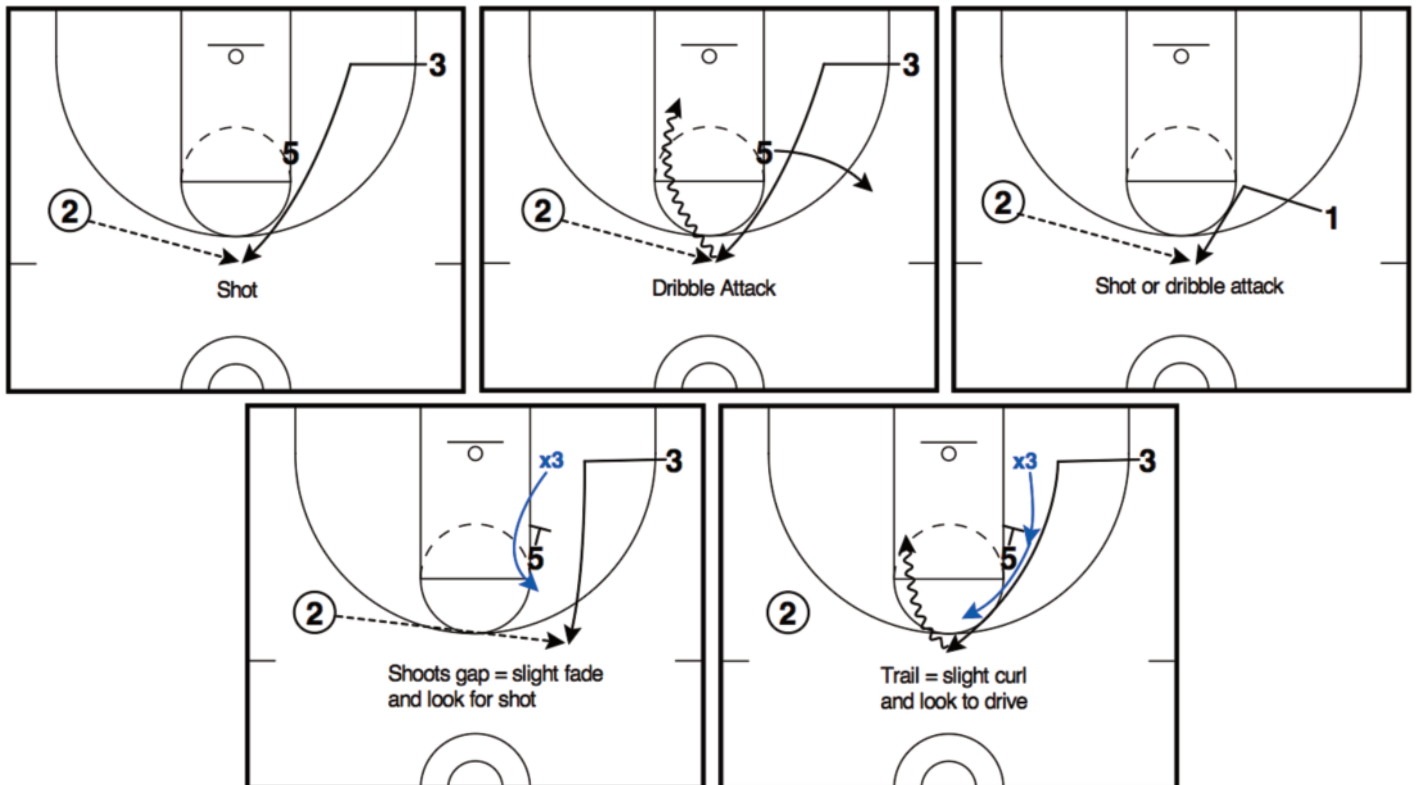 3
5
2
Shot
3
5
2
Dribble Attack
2
1
Shot or dribble attack
x3
3
5
2
Shoots gap = slight fade
and look for shot
x3
3
5
2
Trail = slight curl
and look to drive